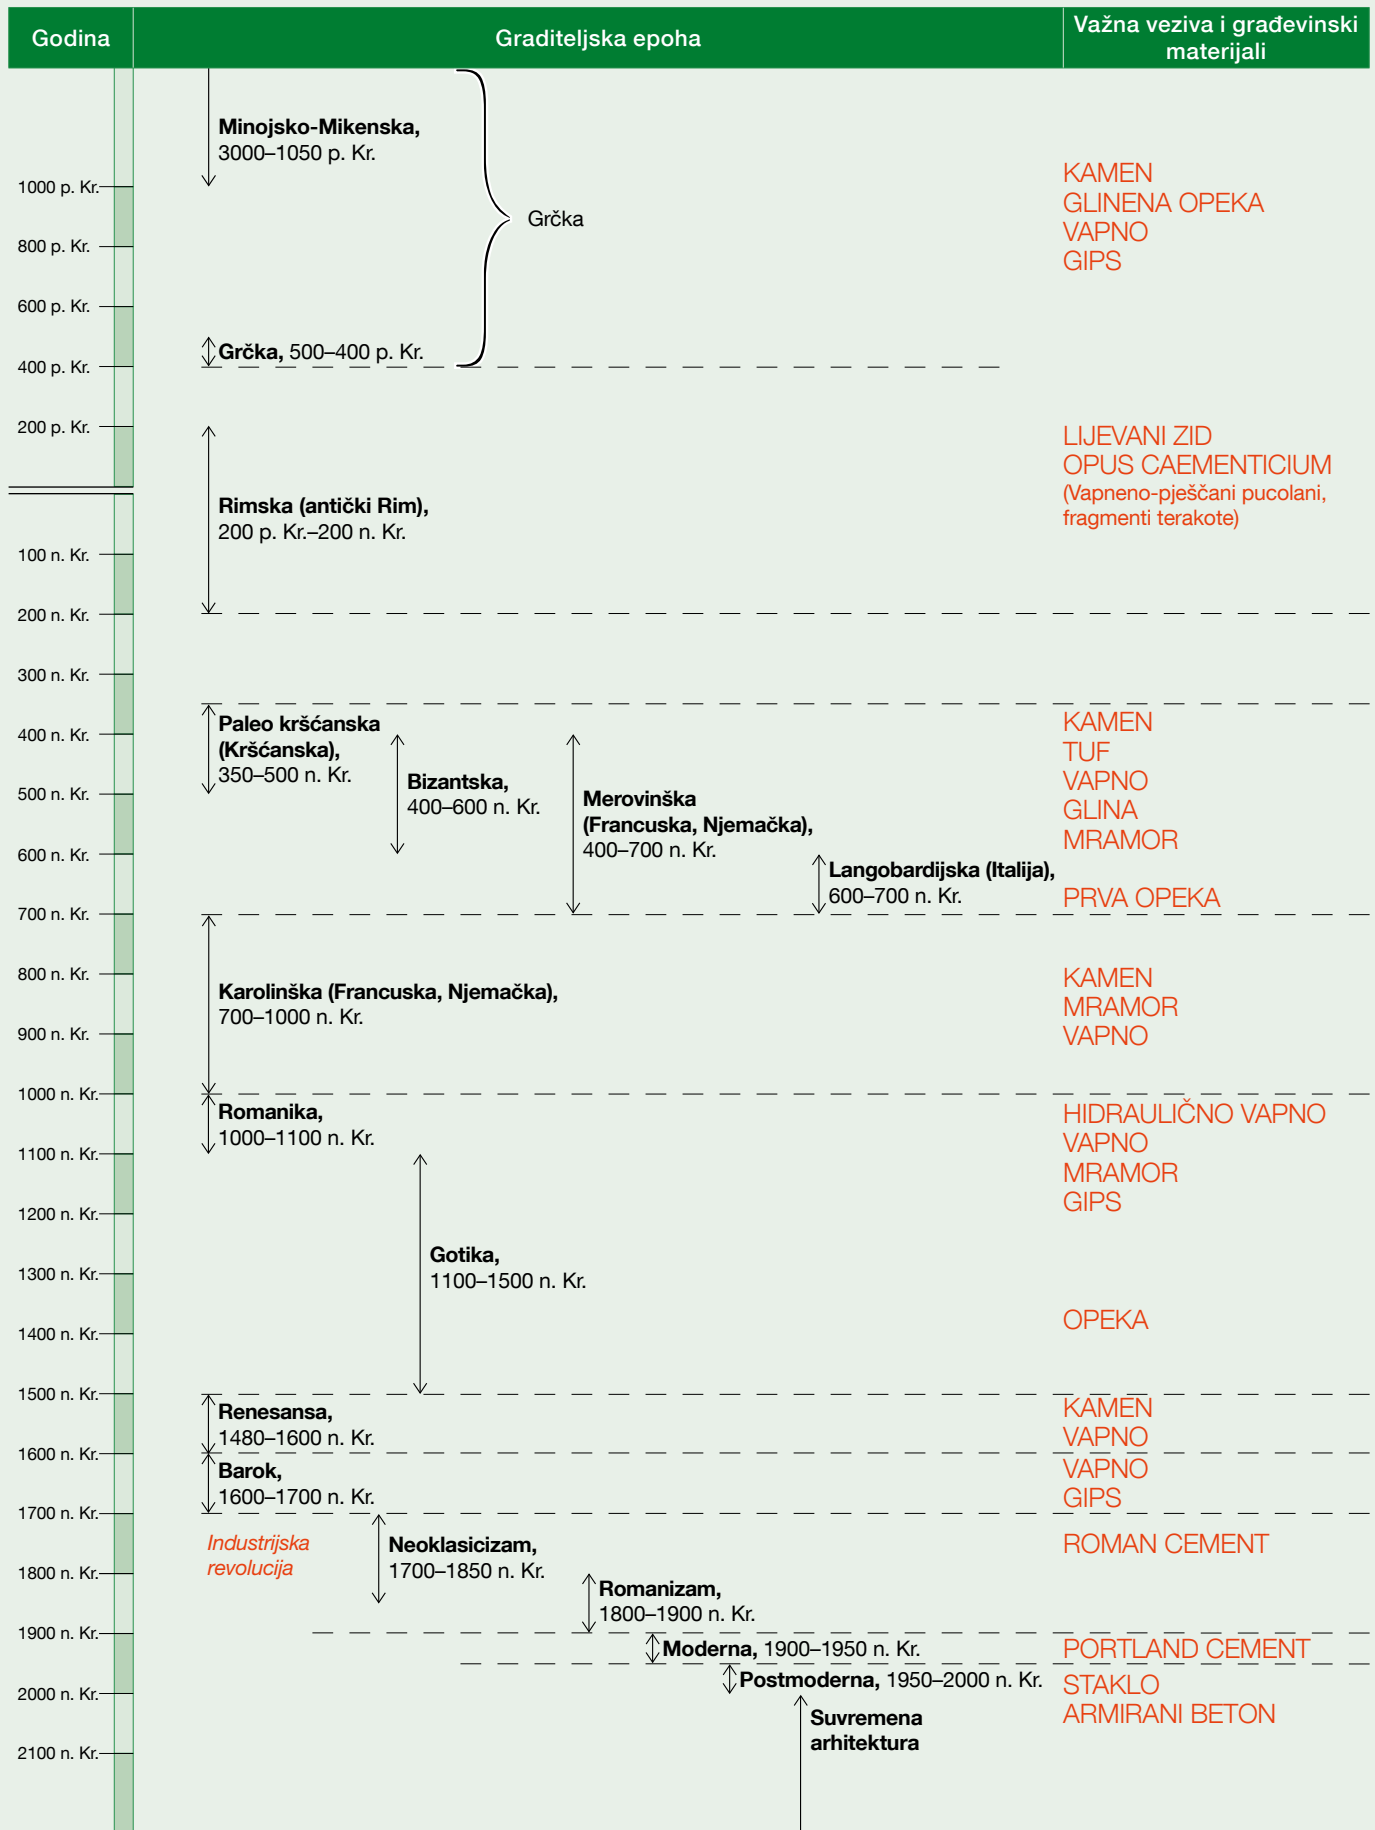 Godina
Graditeljska epoha
Važna veziva i građevinski
materijali
Minojsko-Mikenska,
3000–1050 p. Kr.
1000 p. Kr.
800 p. Kr.
600 p. Kr.
Grčka
KAMEN
GLINENA OPEKA
VAPNO
GIPS
Grčka, 500–400 p. Kr.
400 p. Kr.
200 p. Kr.
Rimska (antički Rim),
200 p. Kr.–200 n. Kr.
LIJEVANI ZID
OPUS CAEMENTICIUM
(Vapneno-pješčani pucolani,
fragmenti terakote)
100 n. Kr.
200 n. Kr.
300 n. Kr.
400 n. Kr.
500 n. Kr.
600 n. Kr.
700 n. Kr.
Paleo kršćanska
(Kršćanska),
350–500 n. Kr.
Bizantska,
400–600 n. Kr.
Merovinška
(Francuska, Njemačka),
400–700 n. Kr.
Langobardijska (Italija),
600–700 n. Kr.
KAMEN
TUF
VAPNO
GLINA
MRAMOR
PRVA OPEKA
800 n. Kr.
900 n. Kr.
1000 n. Kr.
Karolinška (Francuska, Njemačka),
700–1000 n. Kr.
KAMEN
MRAMOR
VAPNO
Romanika,
1000–1100 n. Kr.
1100 n. Kr.
1200 n. Kr.
1300 n. Kr.
1400 n. Kr.
1500 n. Kr.
Gotika,
1100–1500 n. Kr.
HIDRAULIČNO VAPNO
VAPNO
MRAMOR
GIPS
OPEKA
Renesansa,
1480–1600 n. Kr.
KAMEN
VAPNO
1600 n. Kr.
Barok,
1600–1700 n. Kr.
VAPNO
GIPS
1700 n. Kr.
Industrijska
revolucija
Neoklasicizam,
1700–1850 n. Kr.
ROMAN CEMENT
1800 n. Kr.
Romanizam,
1800–1900 n. Kr.
1900 n. Kr.
Moderna, 1900–1950 n. Kr.
PORTLAND CEMENT
Postmoderna, 1950–2000 n. Kr.
STAKLO
ARMIRANI BETON
2000 n. Kr.
Suvremena
arhitektura
2100 n. Kr.